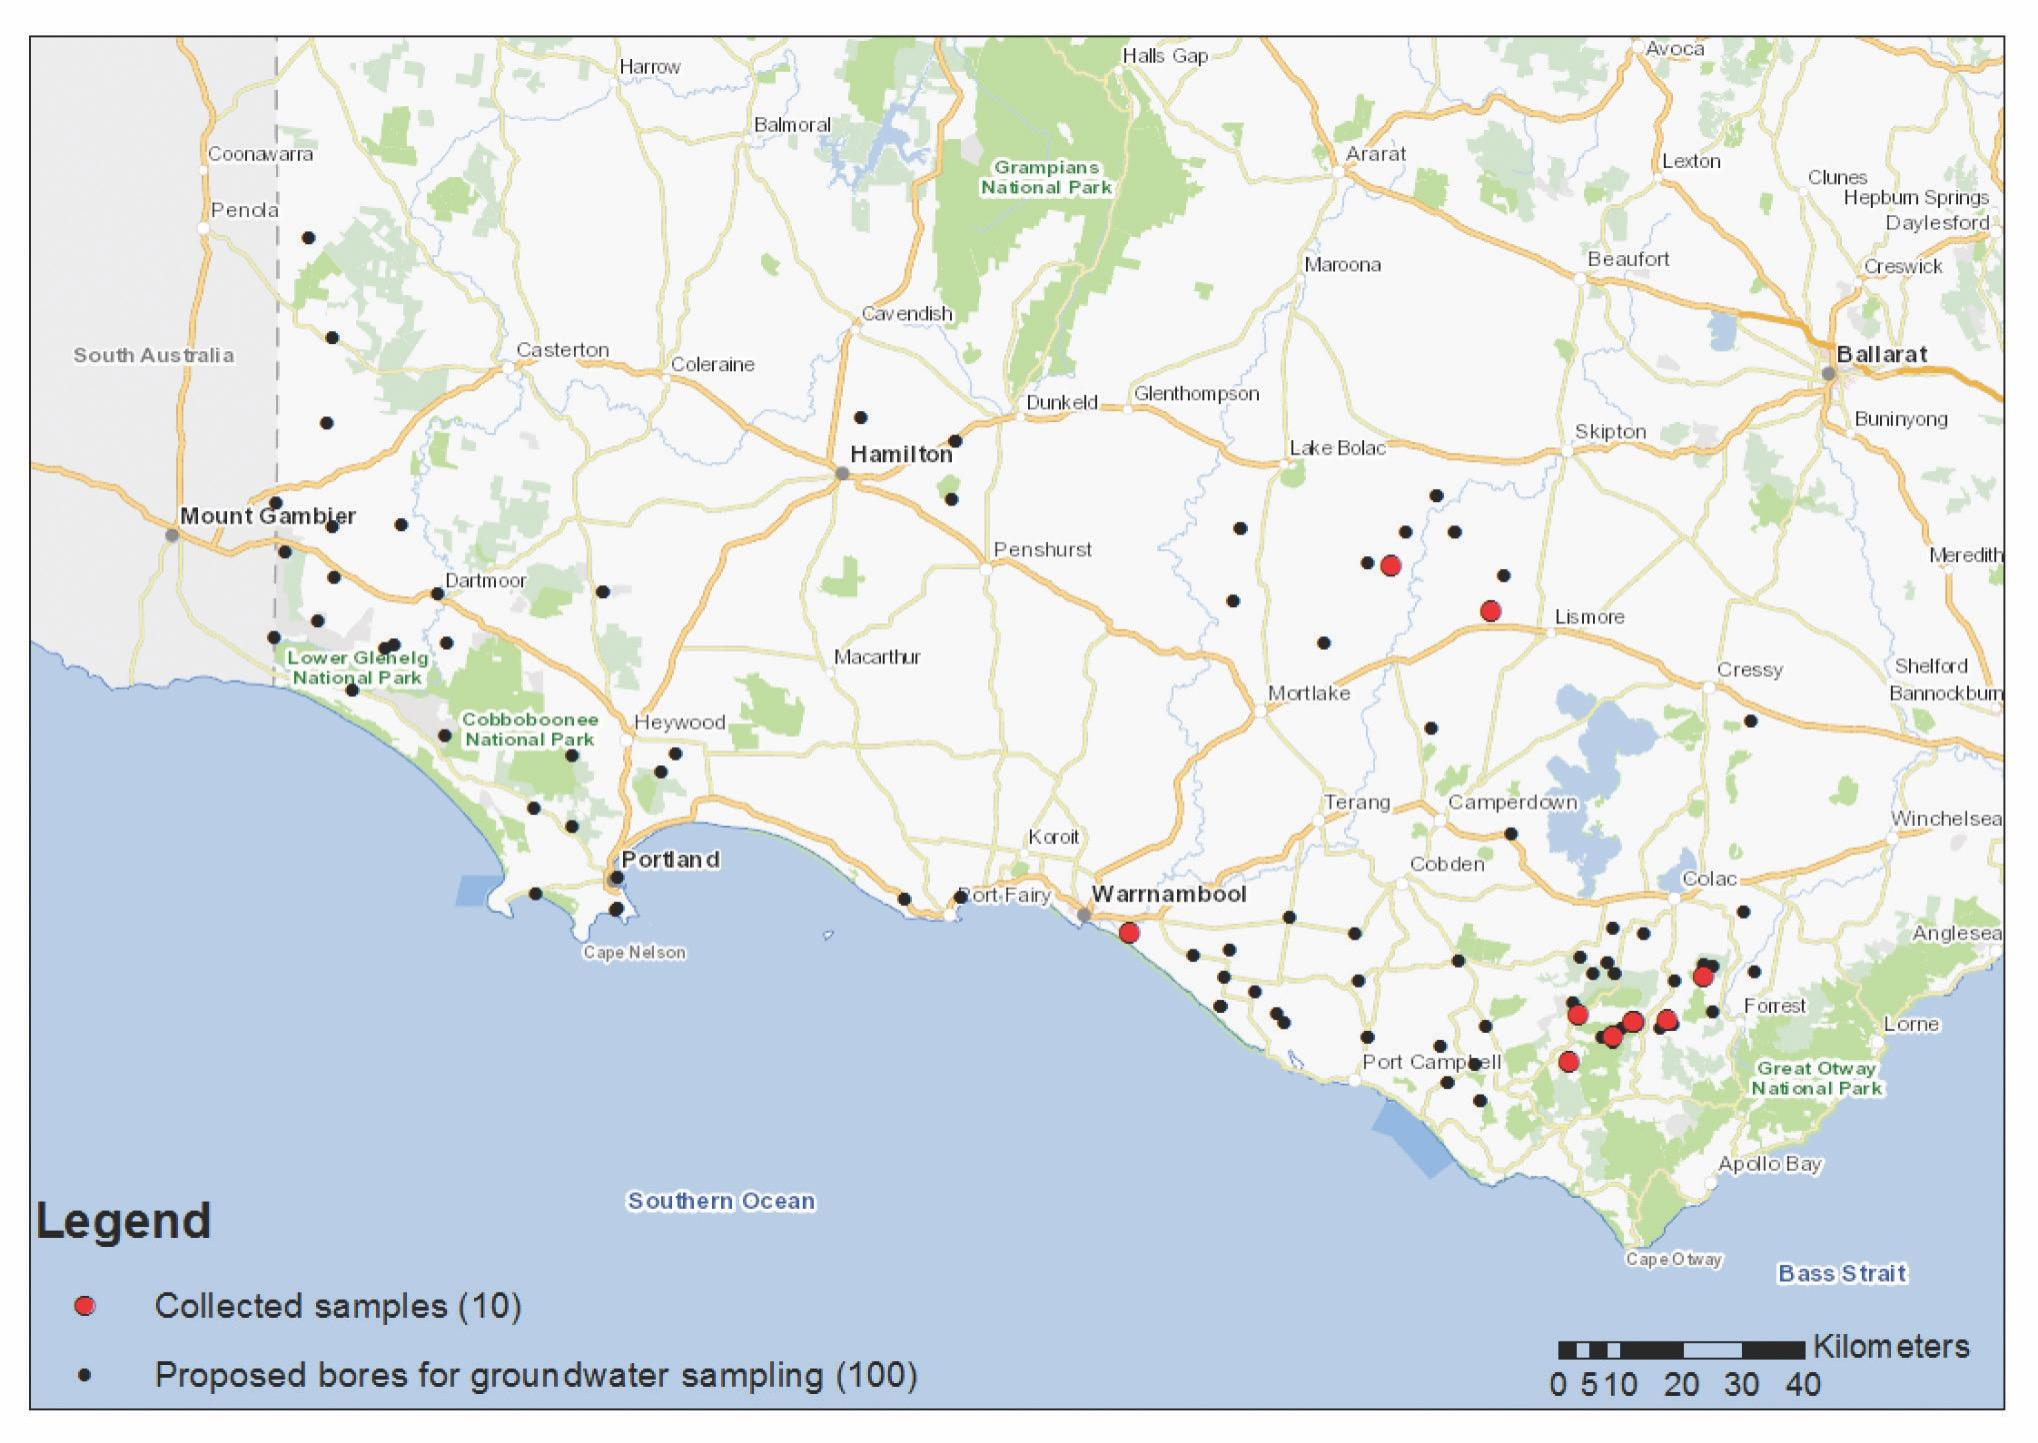 Halls Gap
Avoca
Harrow
Balmoral
Coonawarra
Ararat
Lexton
Grampians
National Park
Clunes
Hepburn Springs
Penola
Daylesford
Maroona
Beaufort
Creswick
Cavendish
South Australia
Casterton
Coleraine
Ballarat
Dunkeld
Glenthompson
Buninyong
Hamilton
Lake Bolac
Skipton
Mount Gambier
Penshurst
Meredith
Dartmoor
Lismore
Lower Glenelg
National Park
Macarthur
Cressy
Shelford
Bannockburn
Mortlake
Cobboboonee
National Park
Heywood
Terang
Camperdown
Winchelsea
Koroit
Portland
Cobden
Colac
Port Fairy
Warrnambool
Anglesea
Cape Nelson
Forrest
Lorne
Port Campbell
Great Otway
National Park
Apollo Bay
Southern Ocean
Cape Otway
Bass Strait
Legend
Collected samples (10)
Proposed bores for groundwater sampling (100)
Kilometers
0 5 10 20 30 40